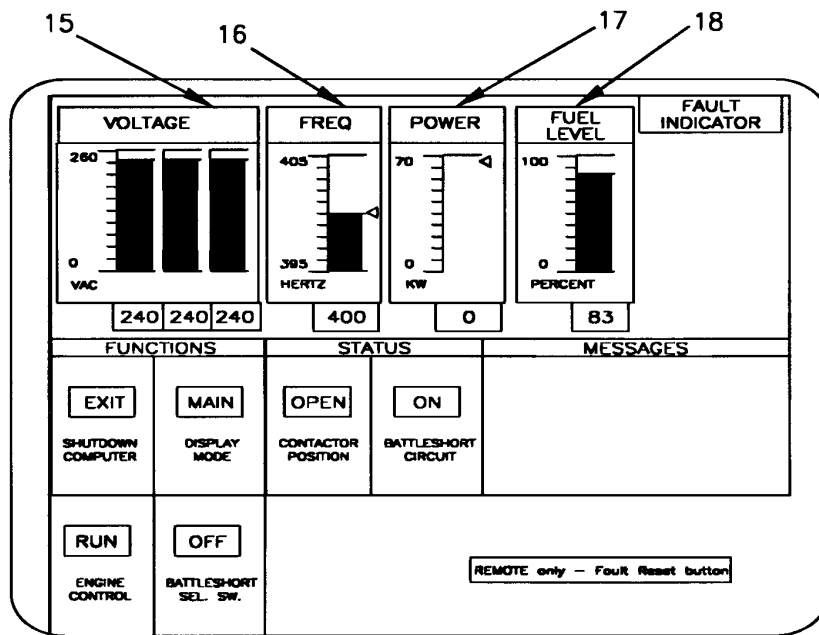 15 16 17 18
VOLTAGE FREQ POWER FUEL LEVEL FAULT INDICATOR
260 405 70 100
0 395 0 0
VAC HERTZ KW PERCENT
240 240 240 400 0 83
FUNCTIONS STATUS MESSAGES
EXIT MAIN OPEN ON
SHUTDOWN COMPUTER DISPLAY MODE CONTACTOR POSITION BATTLESHORT CIRCUIT
RUN OFF
ENGINE CONTROL BATTLESHORT SEL. SW.
REMOTE only – Fault Reset button